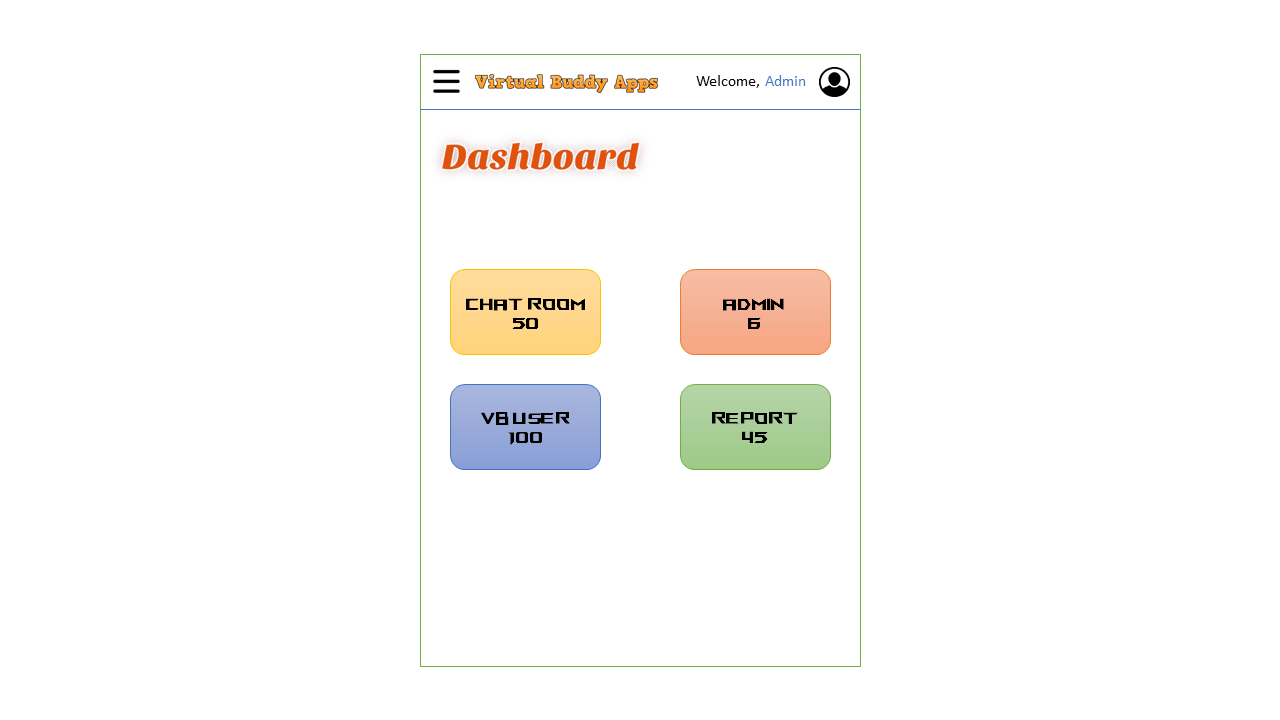 Virtual Buddy Apps
Welcome, Admin
Dashboard
CHAT ROOM
50
ADMIN
6
VB USER
100
REPORT
45